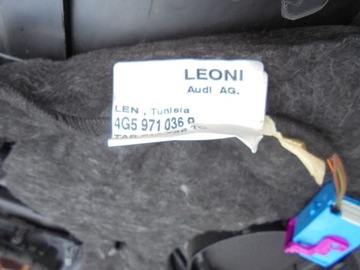 LEONI
Audi AG.
LEN , Tunisia
4G5 971 036